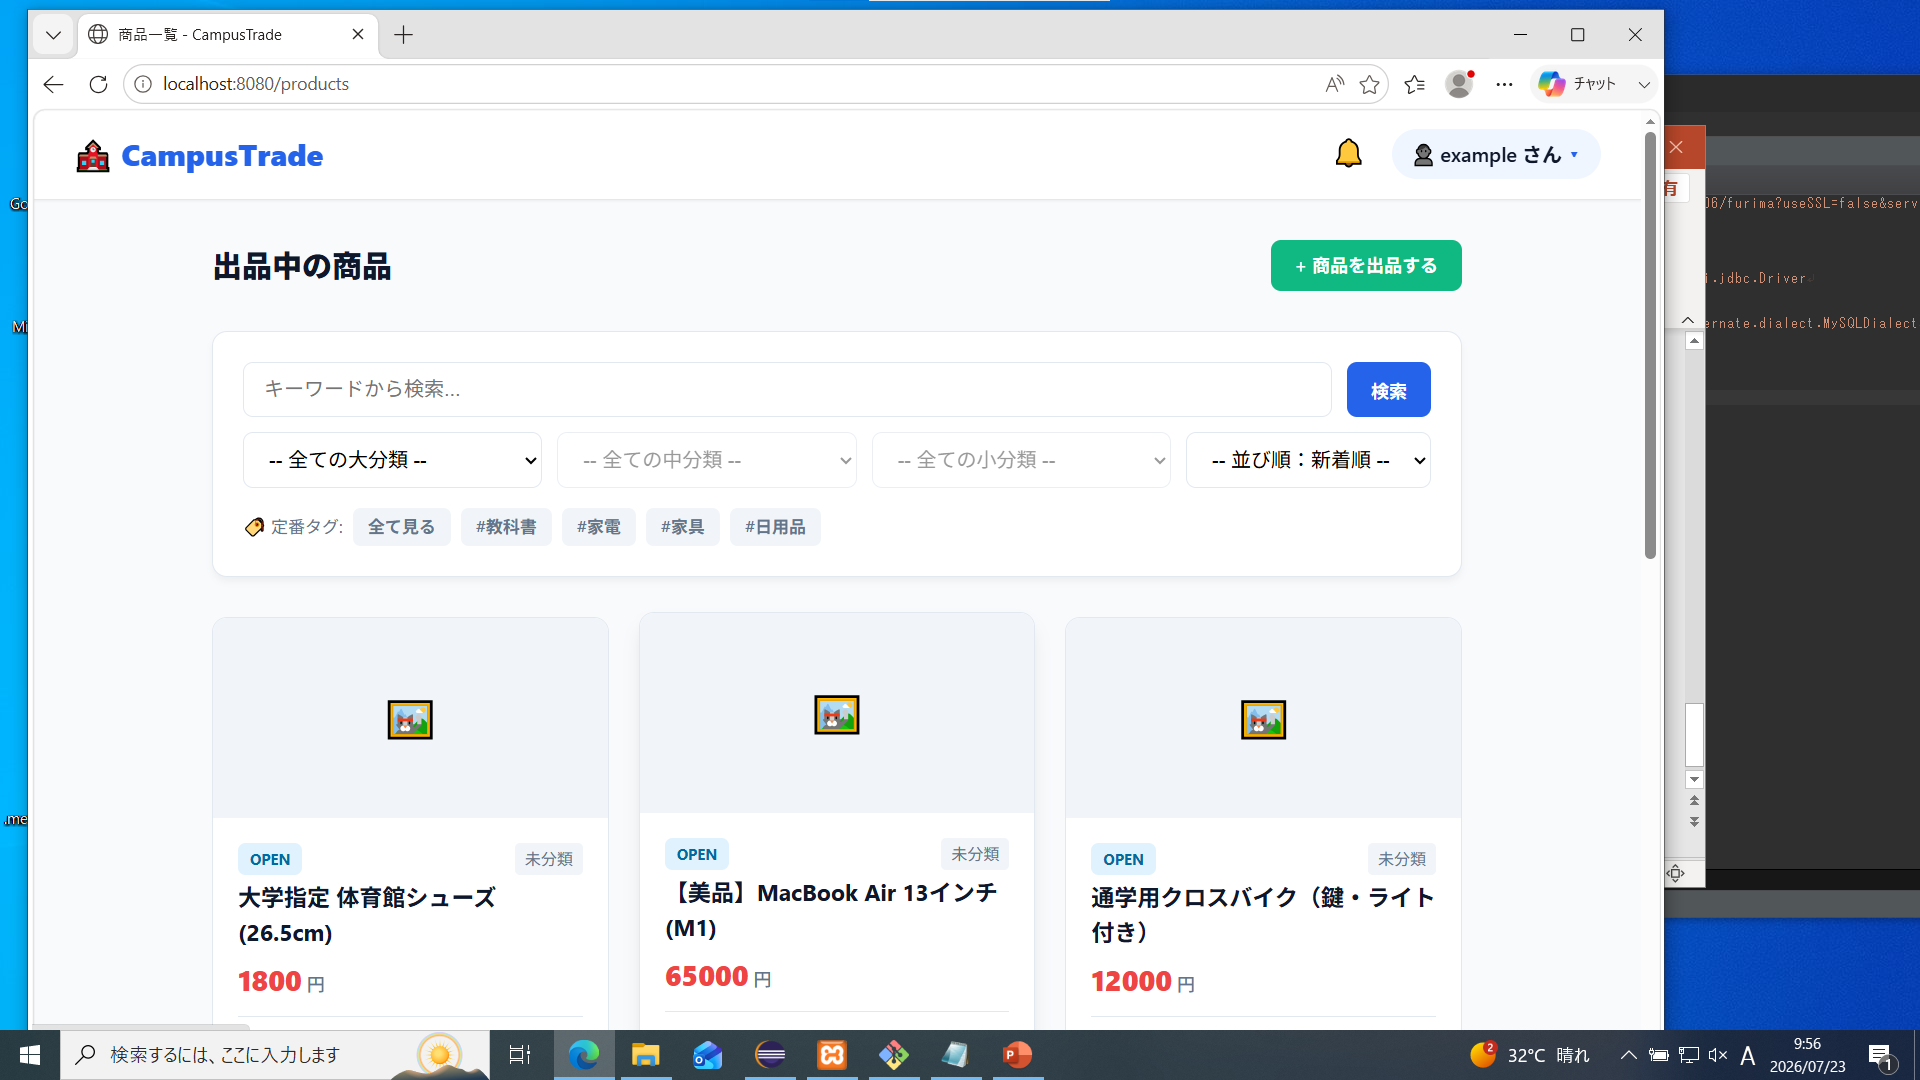 商品一覧 - CampusTrade
localhost:8080/products
チャット
CampusTrade
example さん
出品中の商品
+ 商品を出品する
キーワードから検索...
検索
-- 全ての大分類 --
-- 全ての中分類 --
-- 全ての小分類 --
-- 並び順：新着順 --
定番タグ:
全て見る
#教科書
#家電
#家具
#日用品
OPEN
未分類
大学指定 体育館シューズ
(26.5cm)
1800 円
OPEN
未分類
【美品】MacBook Air 13インチ
(M1)
65000 円
OPEN
未分類
通学用クロスバイク（鍵・ライト
付き）
12000 円
Go
Mi
.me
有
06/furima?useSSL=false&serv
i.jdbc.Driver
ernate.dialect.MySQLDialect
検索するには、ここに入力します
2
32°C 晴れ
A
9:56
2026/07/23
1